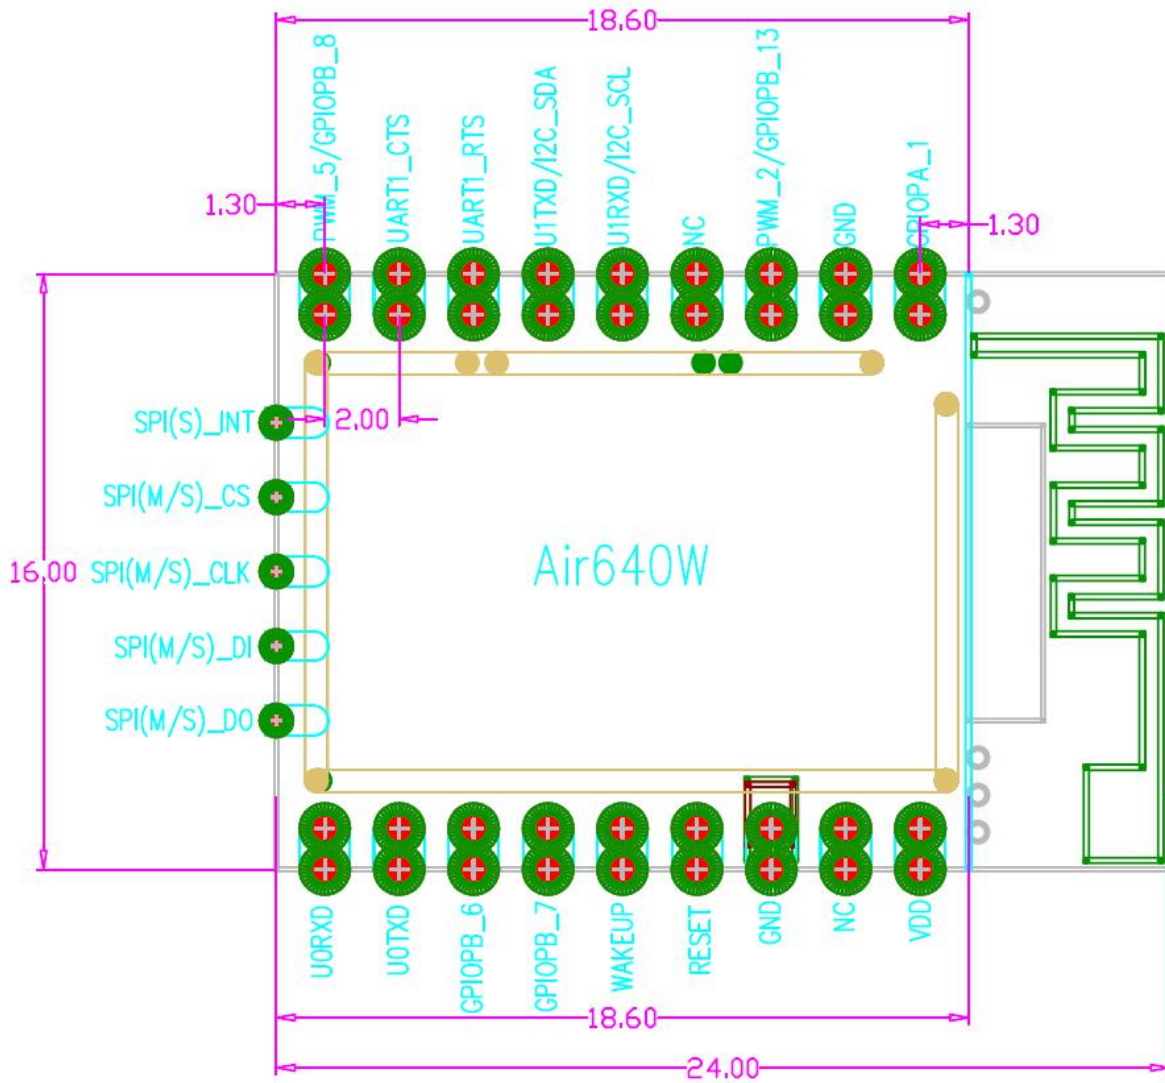 18.60
PWM_5/GPIOPB_8
UART1_CTS
UART1_RTS
U1TXD/I2C_SDA
U1RXD/I2C_SCL
NC
PWM_2/GPIOPB_13
GND
GPIOPA_1
1.30
1.30
SPI(S)_INT
2.00
SPI(M/S)_CS
16.00
SPI(M/S)_CLK
Air640W
SPI(M/S)_DI
SPI(M/S)_DO
U0RXD
U0TXD
GPIOPB_6
GPIOPB_7
WAKEUP
RESET
GND
NC
VDD
18.60
24.00